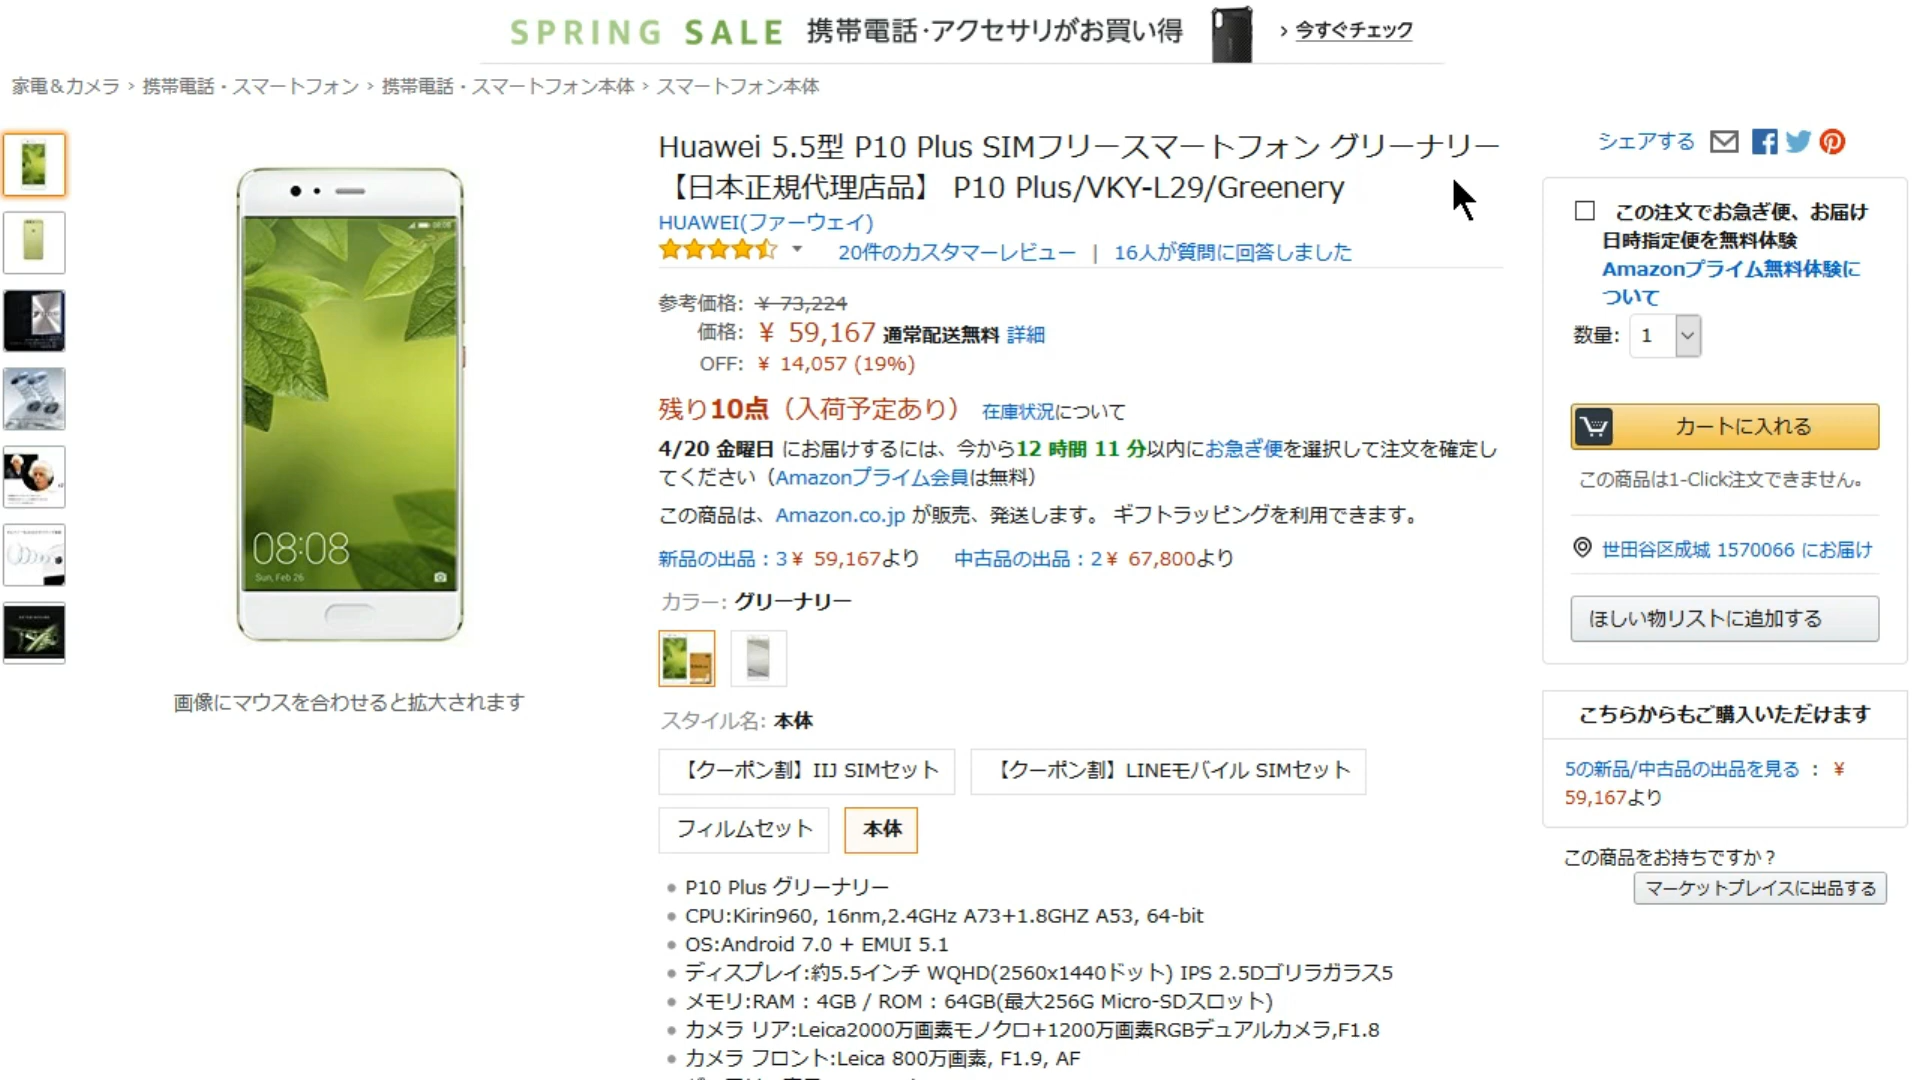 SPRING SALE 携帯電話・アクセサリがお買い得 › 今すぐチェック
家電&カメラ › 携帯電話・スマートフォン › 携帯電話・スマートフォン本体 › スマートフォン本体
Huawei 5.5型 P10 Plus SIMフリースマートフォン グリーナリー
【日本正規代理店品】 P10 Plus/VKY-L29/Greenery
HUAWEI(ファーウェイ)
20件のカスタマーレビュー | 16人が質問に回答しました
参考価格: ¥ 73,224
価格: ¥ 59,167 通常配送無料 詳細
OFF: ¥ 14,057 (19%)
残り10点（入荷予定あり） 在庫状況について
4/20 金曜日 にお届けするには、今から12 時間 11 分以内にお急ぎ便を選択して注文を確定し
てください（Amazonプライム会員は無料）
この商品は、Amazon.co.jp が販売、発送します。 ギフトラッピングを利用できます。
新品の出品：3¥ 59,167より 中古品の出品：2¥ 67,800より
カラー: グリーナリー
スタイル名: 本体
【クーポン割】IIJ SIMセット 【クーポン割】LINEモバイル SIMセット
フィルムセット 本体
P10 Plus グリーナリー
CPU:Kirin960, 16nm,2.4GHz A73+1.8GHZ A53, 64-bit
OS:Android 7.0 + EMUI 5.1
ディスプレイ:約5.5インチ WQHD(2560x1440ドット) IPS 2.5Dゴリラガラス5
メモリ:RAM : 4GB / ROM : 64GB(最大256G Micro-SDスロット)
カメラ リア:Leica2000万画素モノクロ+1200万画素RGBデュアルカメラ,F1.8
カメラ フロント:Leica 800万画素, F1.9, AF
08:08
Sun, Feb 26
画像にマウスを合わせると拡大されます
シェアする
この注文でお急ぎ便、お届け
日時指定便を無料体験
Amazonプライム無料体験に
ついて
数量: 1
カートに入れる
この商品は1-Click注文できません。
世田谷区成城 1570066 にお届け
ほしい物リストに追加する
こちらからもご購入いただけます
5の新品/中古品の出品を見る ： ¥
59,167より
この商品をお持ちですか？
マーケットプレイスに出品する